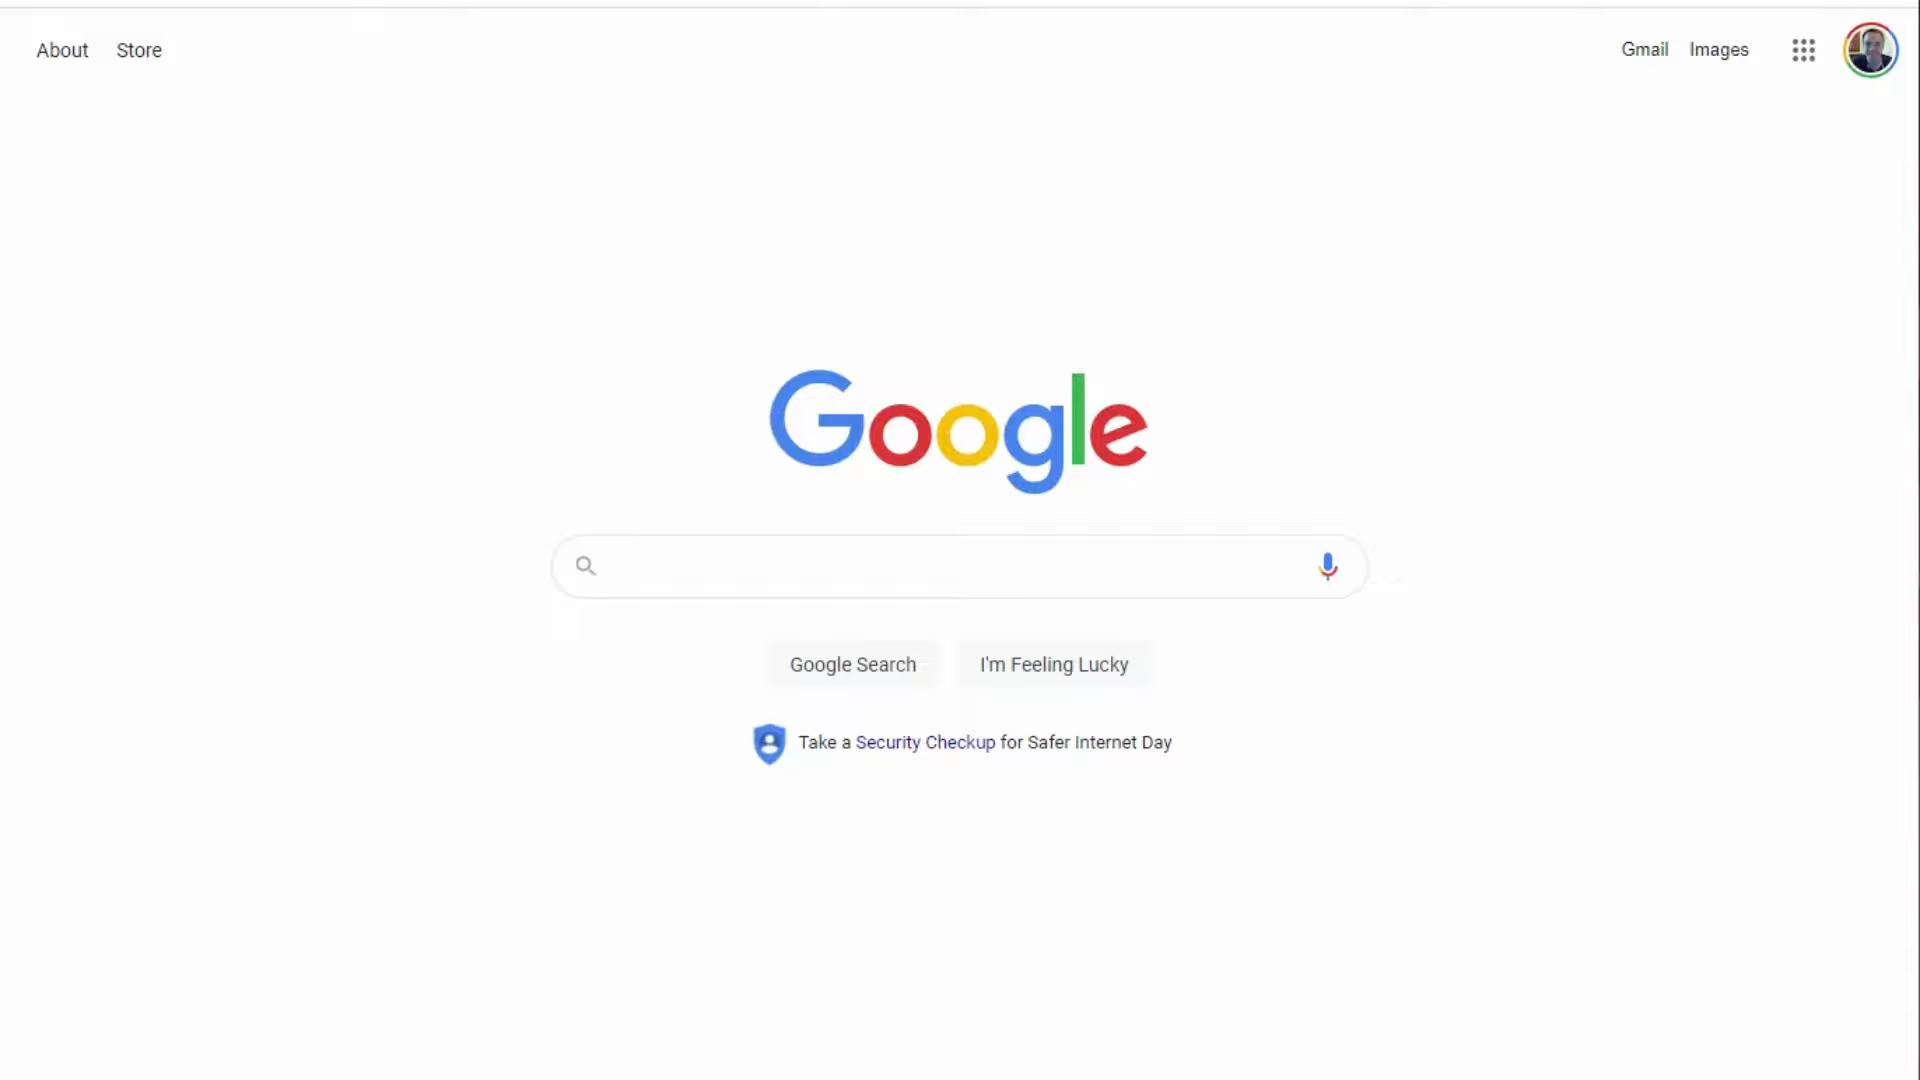 About Store
Gmail Images
Google
Google Search I'm Feeling Lucky
Take a Security Checkup for Safer Internet Day